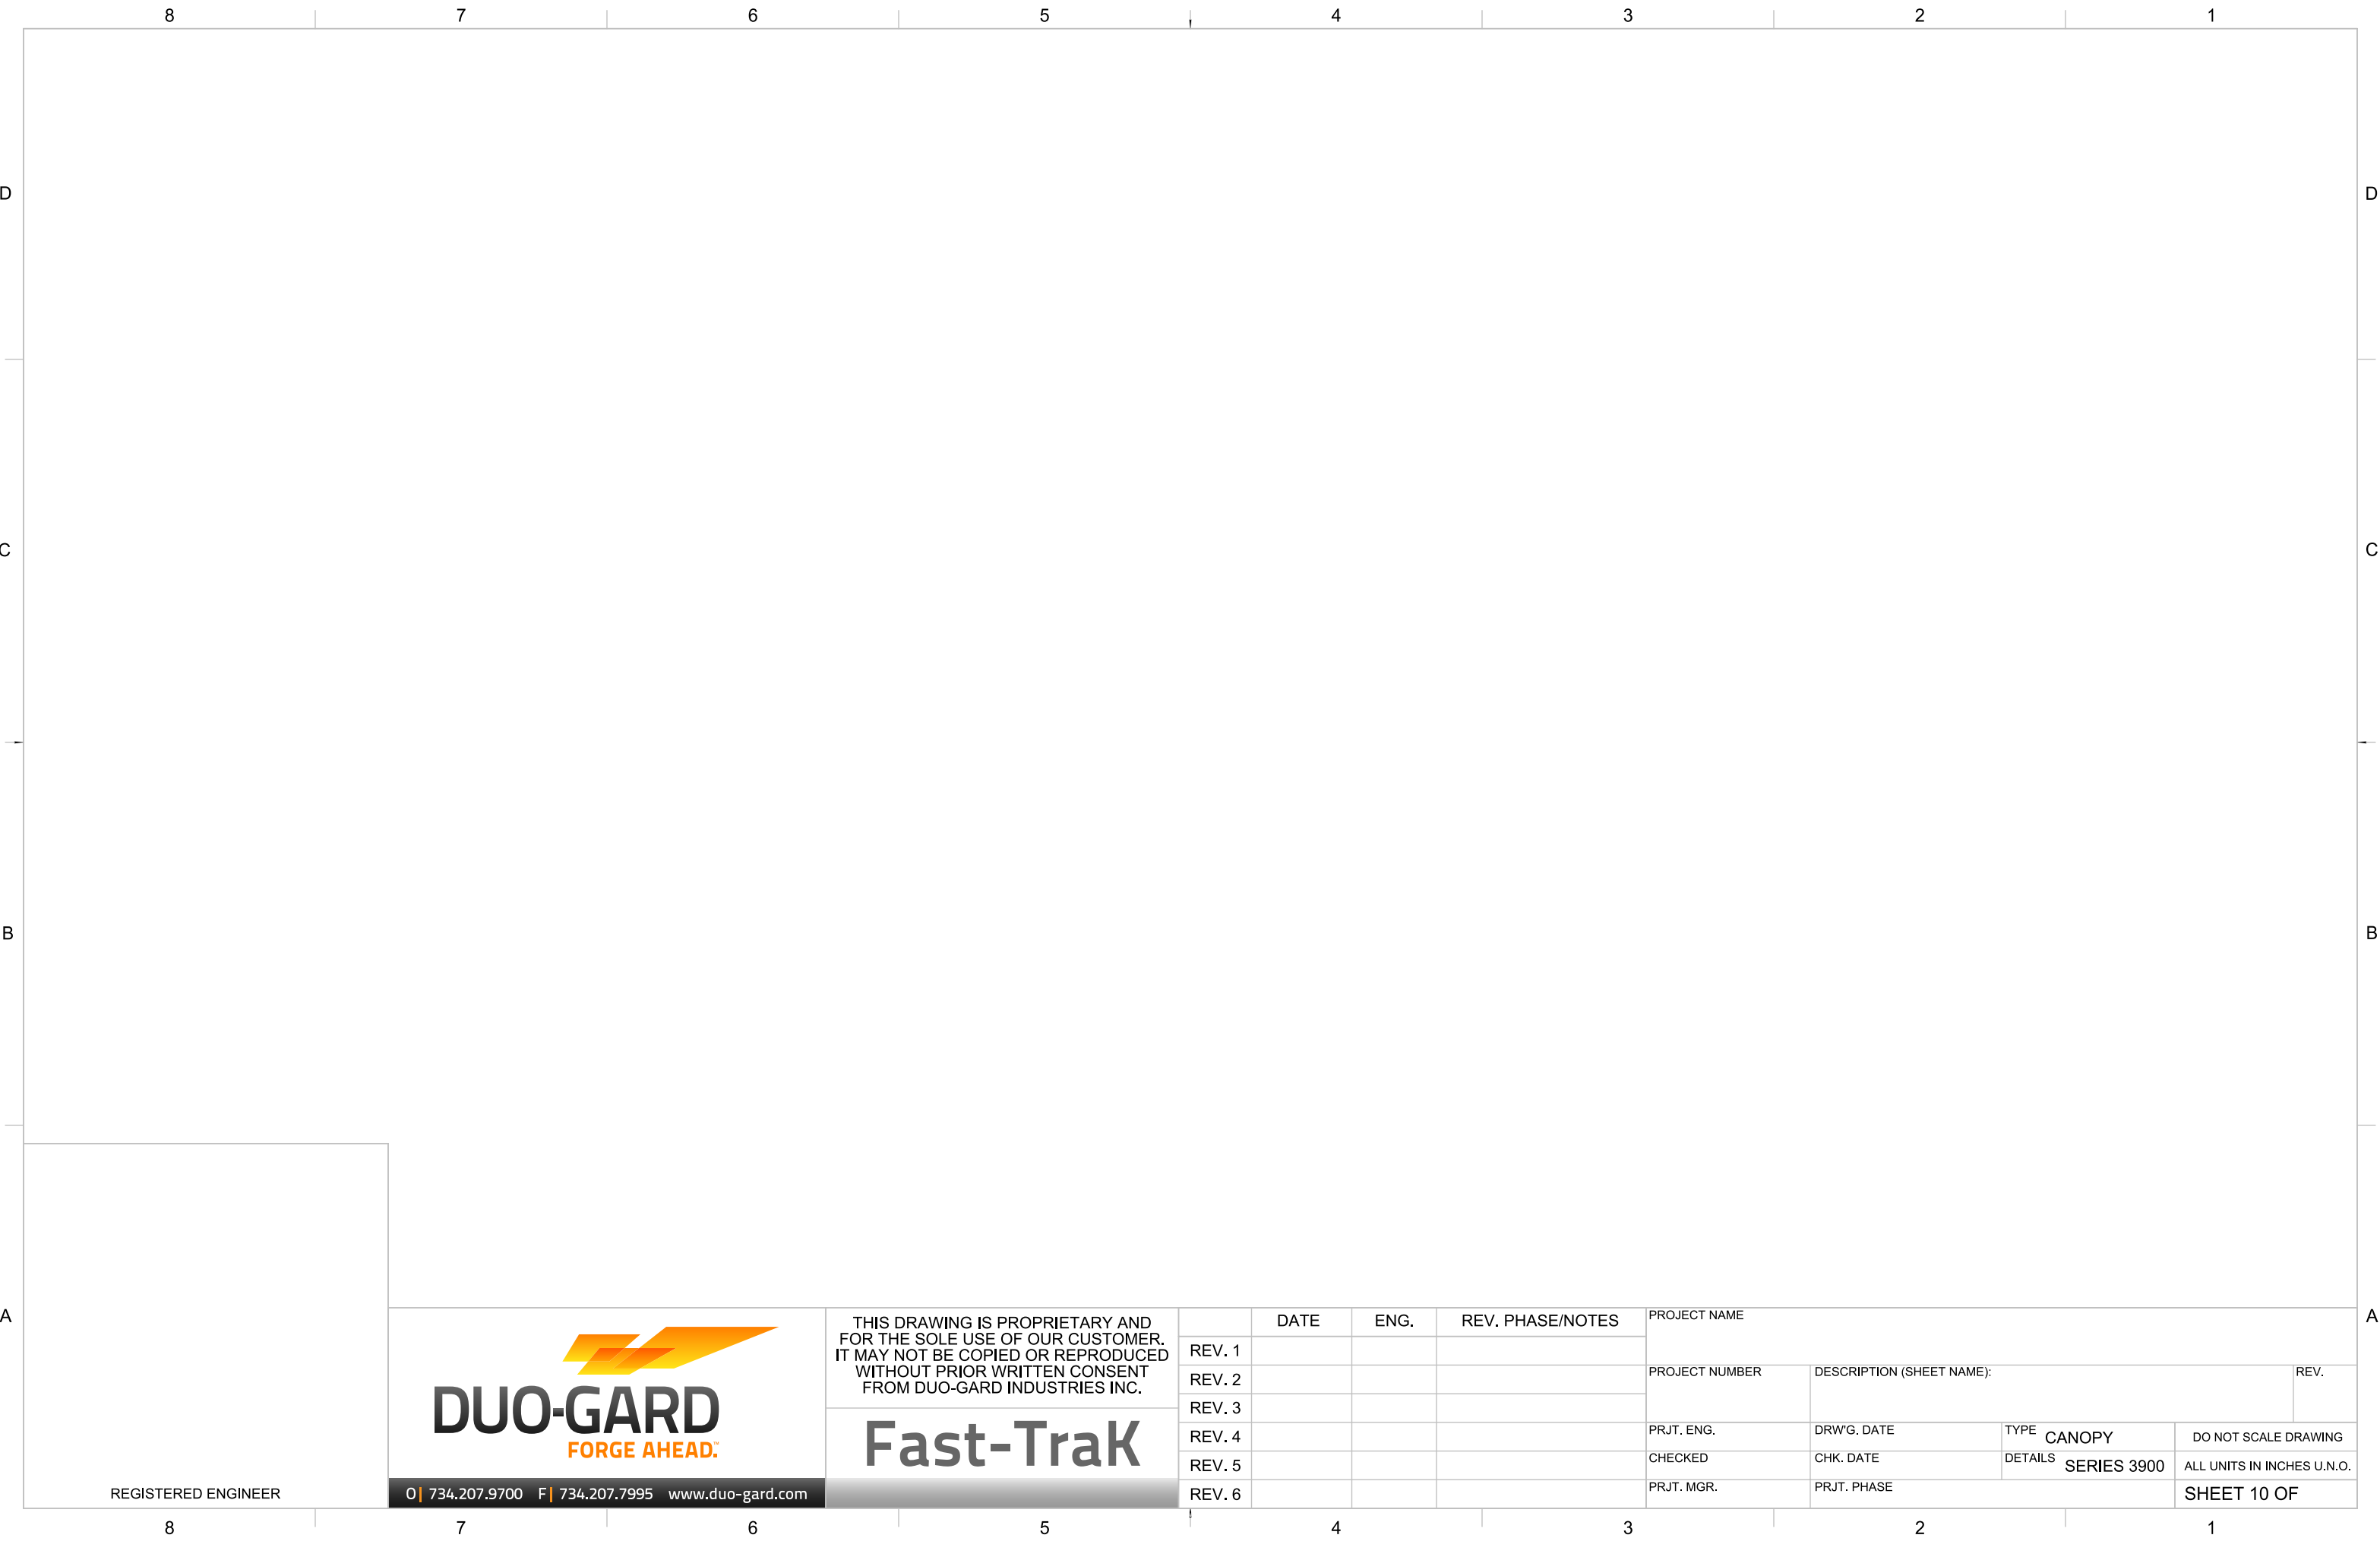 8 7 6 5 4 3 2 1
D D
C C
B B
A A
REGISTERED ENGINEER
DUO-GARD
FORGE AHEAD.™
O| 734.207.9700 F| 734.207.7995 www.duo-gard.com
THIS DRAWING IS PROPRIETARY AND
FOR THE SOLE USE OF OUR CUSTOMER.
IT MAY NOT BE COPIED OR REPRODUCED
WITHOUT PRIOR WRITTEN CONSENT
FROM DUO-GARD INDUSTRIES INC.
Fast-TraK
DATE ENG. REV. PHASE/NOTES
REV. 1
REV. 2
REV. 3
REV. 4
REV. 5
REV. 6
PROJECT NAME
PROJECT NUMBER DESCRIPTION (SHEET NAME): REV.
PRJT. ENG. DRW'G. DATE TYPE CANOPY DO NOT SCALE DRAWING
CHECKED CHK. DATE DETAILS SERIES 3900 ALL UNITS IN INCHES U.N.O.
PRJT. MGR. PRJT. PHASE SHEET 10 OF
8 7 6 5 4 3 2 1